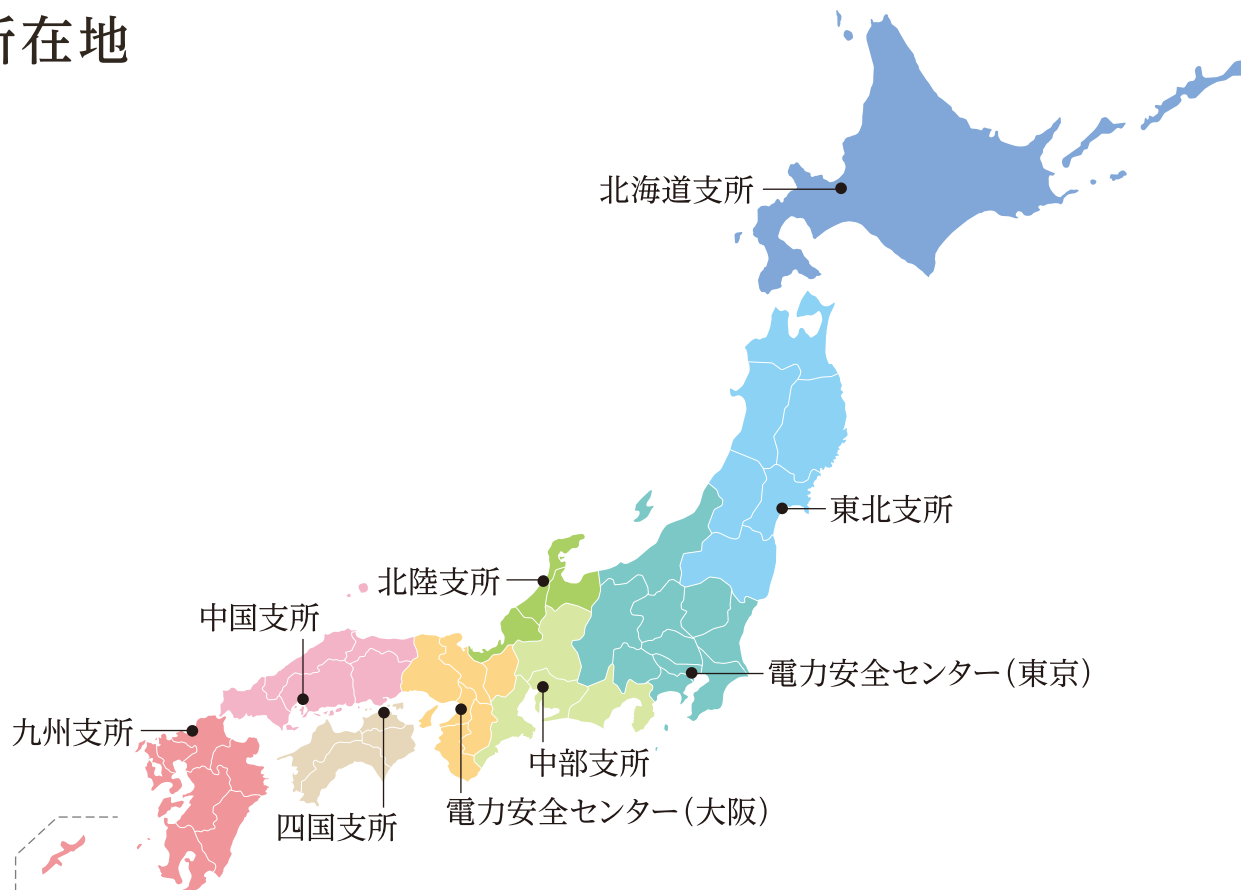 所在地
北海道支所
東北支所
北陸支所
中国支所
電力安全センター（東京）
九州支所
中部支所
電力安全センター（大阪）
四国支所